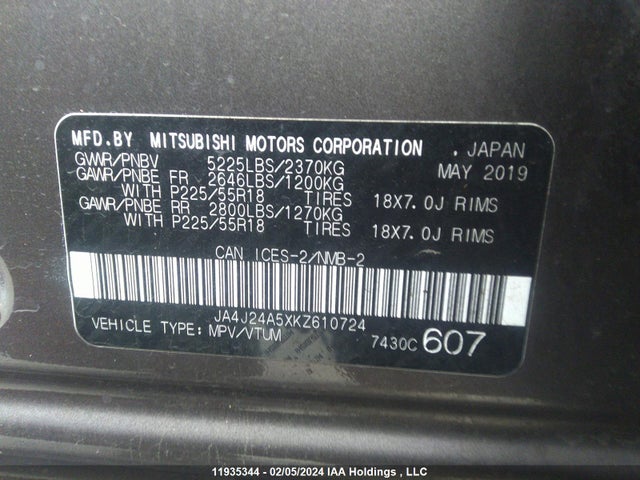 MFD.BY MITSUBISHI MOTORS CORPORATION . JAPAN
GVWR/PNBV 5225LBS/2370KG MAY 2019
GAWR/PNBE FR 2646LBS/1200KG
WITH P225/55R18 TIRES 18X7.0J RIMS
GAWR/PNBE RR 2800LBS/1270KG
WITH P225/55R18 TIRES 18X7.0J RIMS
CAN ICES-2/NMB-2
JA4J24A5XKZ610724
VEHICLE TYPE: MPV/VTUM 7430C 607
11935344 - 02/05/2024 IAA Holdings , LLC